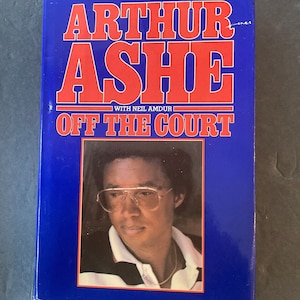 ARTHUR
ASHE
WITH NEIL AMDUR
OFF THE COURT